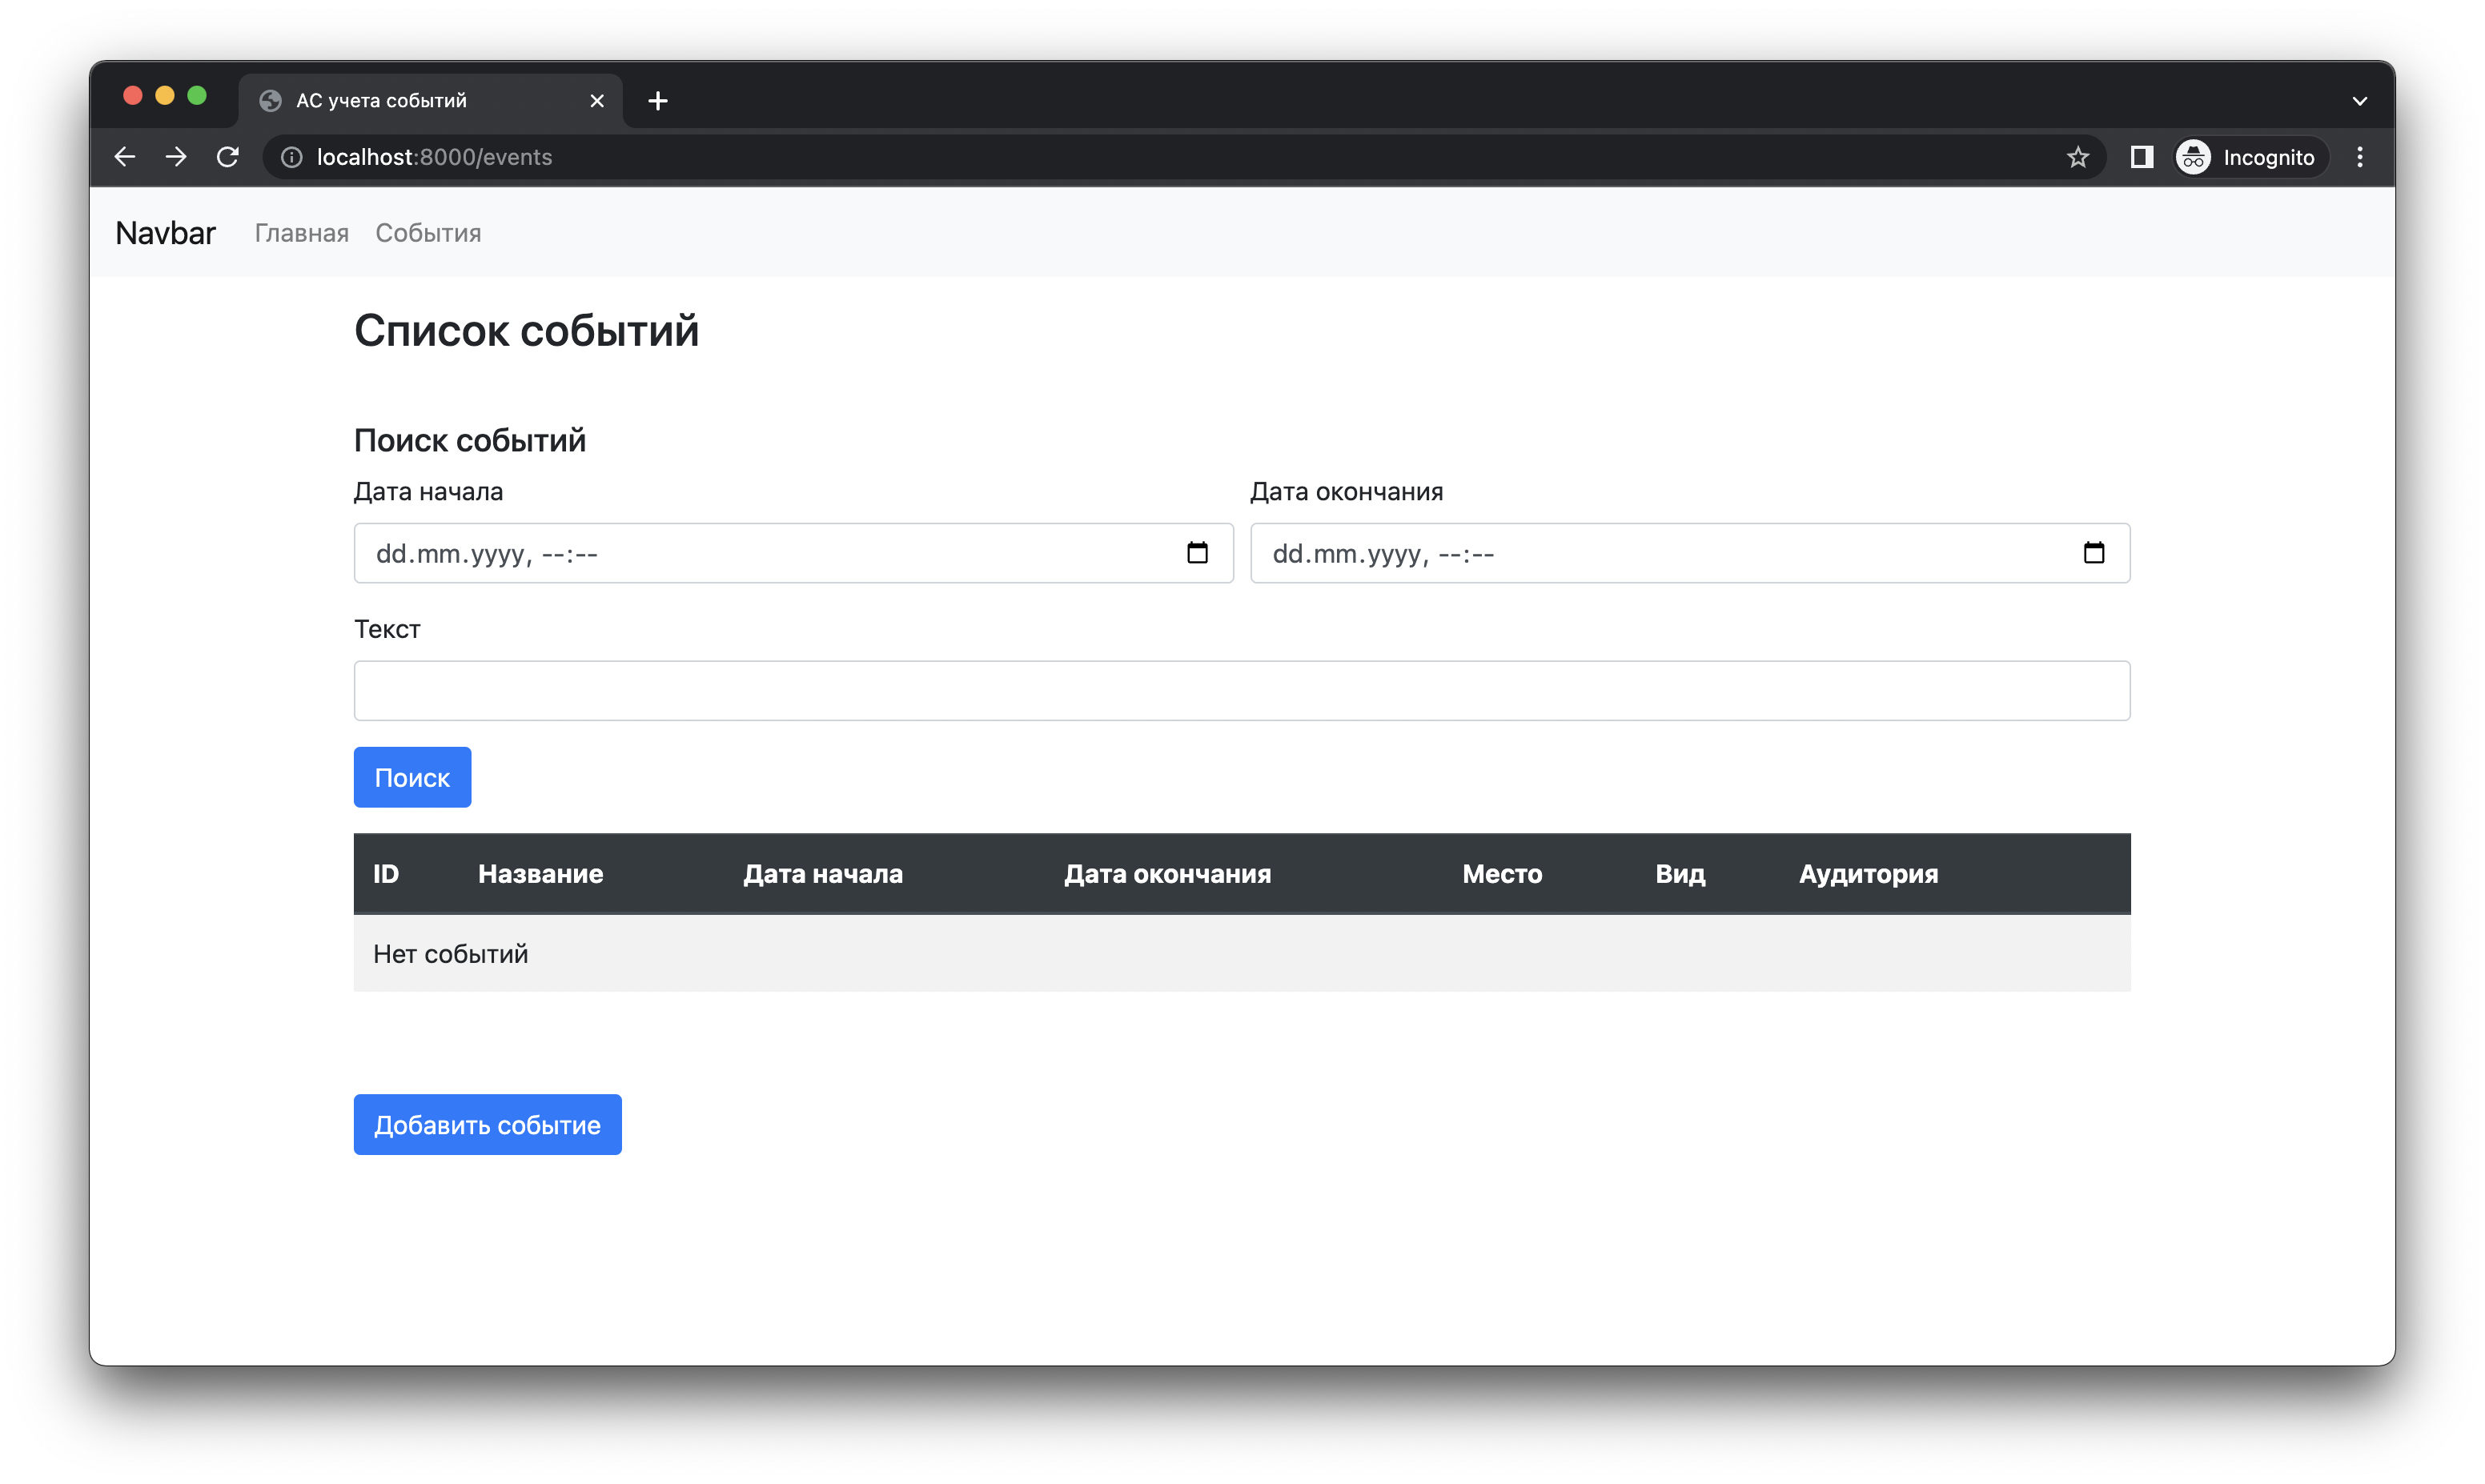 АС учета событий
localhost:8000/events
Incognito
Navbar Главная События
Список событий
Поиск событий
Дата начала Дата окончания
dd.mm.yyyy, --:-- dd.mm.yyyy, --:--
Текст
Поиск
ID Название Дата начала Дата окончания Место Вид Аудитория
Нет событий
Добавить событие